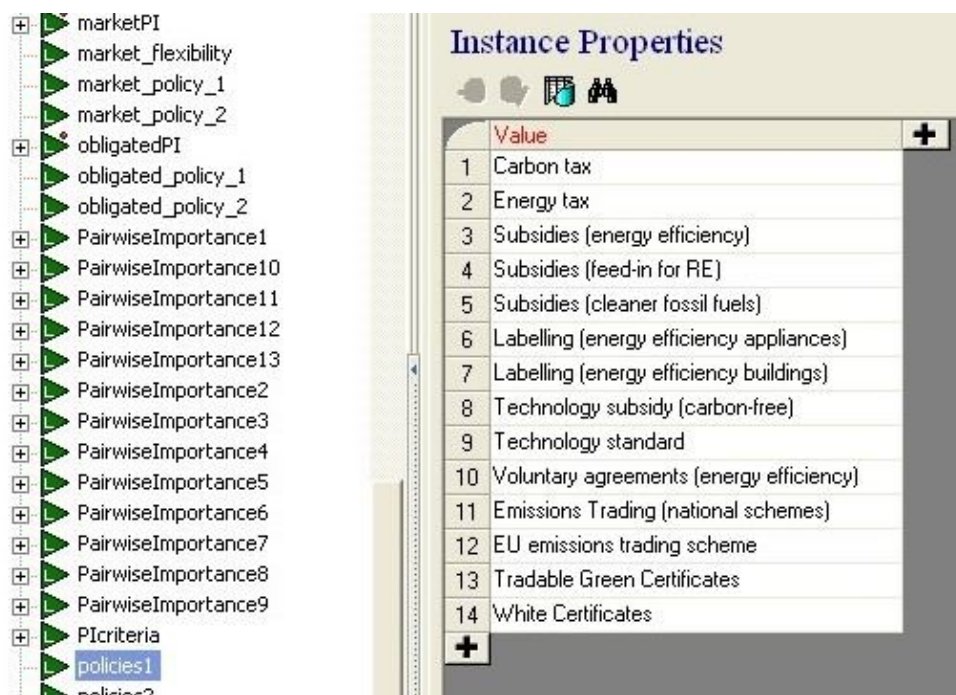 marketPI
market_flexibility
market_policy_1
market_policy_2
obligatedPI
obligated_policy_1
obligated_policy_2
PairwiseImportance1
PairwiseImportance10
PairwiseImportance11
PairwiseImportance12
PairwiseImportance13
PairwiseImportance2
PairwiseImportance3
PairwiseImportance4
PairwiseImportance5
PairwiseImportance6
PairwiseImportance7
PairwiseImportance8
PairwiseImportance9
PIcriteria
policies1
Instance Properties
Value
1 Carbon tax
2 Energy tax
3 Subsidies (energy efficiency)
4 Subsidies (feed-in for RE)
5 Subsidies (cleaner fossil fuels)
6 Labelling (energy efficiency appliances)
7 Labelling (energy efficiency buildings)
8 Technology subsidy (carbon-free)
9 Technology standard
10 Voluntary agreements (energy efficiency)
11 Emissions Trading (national schemes)
12 EU emissions trading scheme
13 Tradable Green Certificates
14 White Certificates